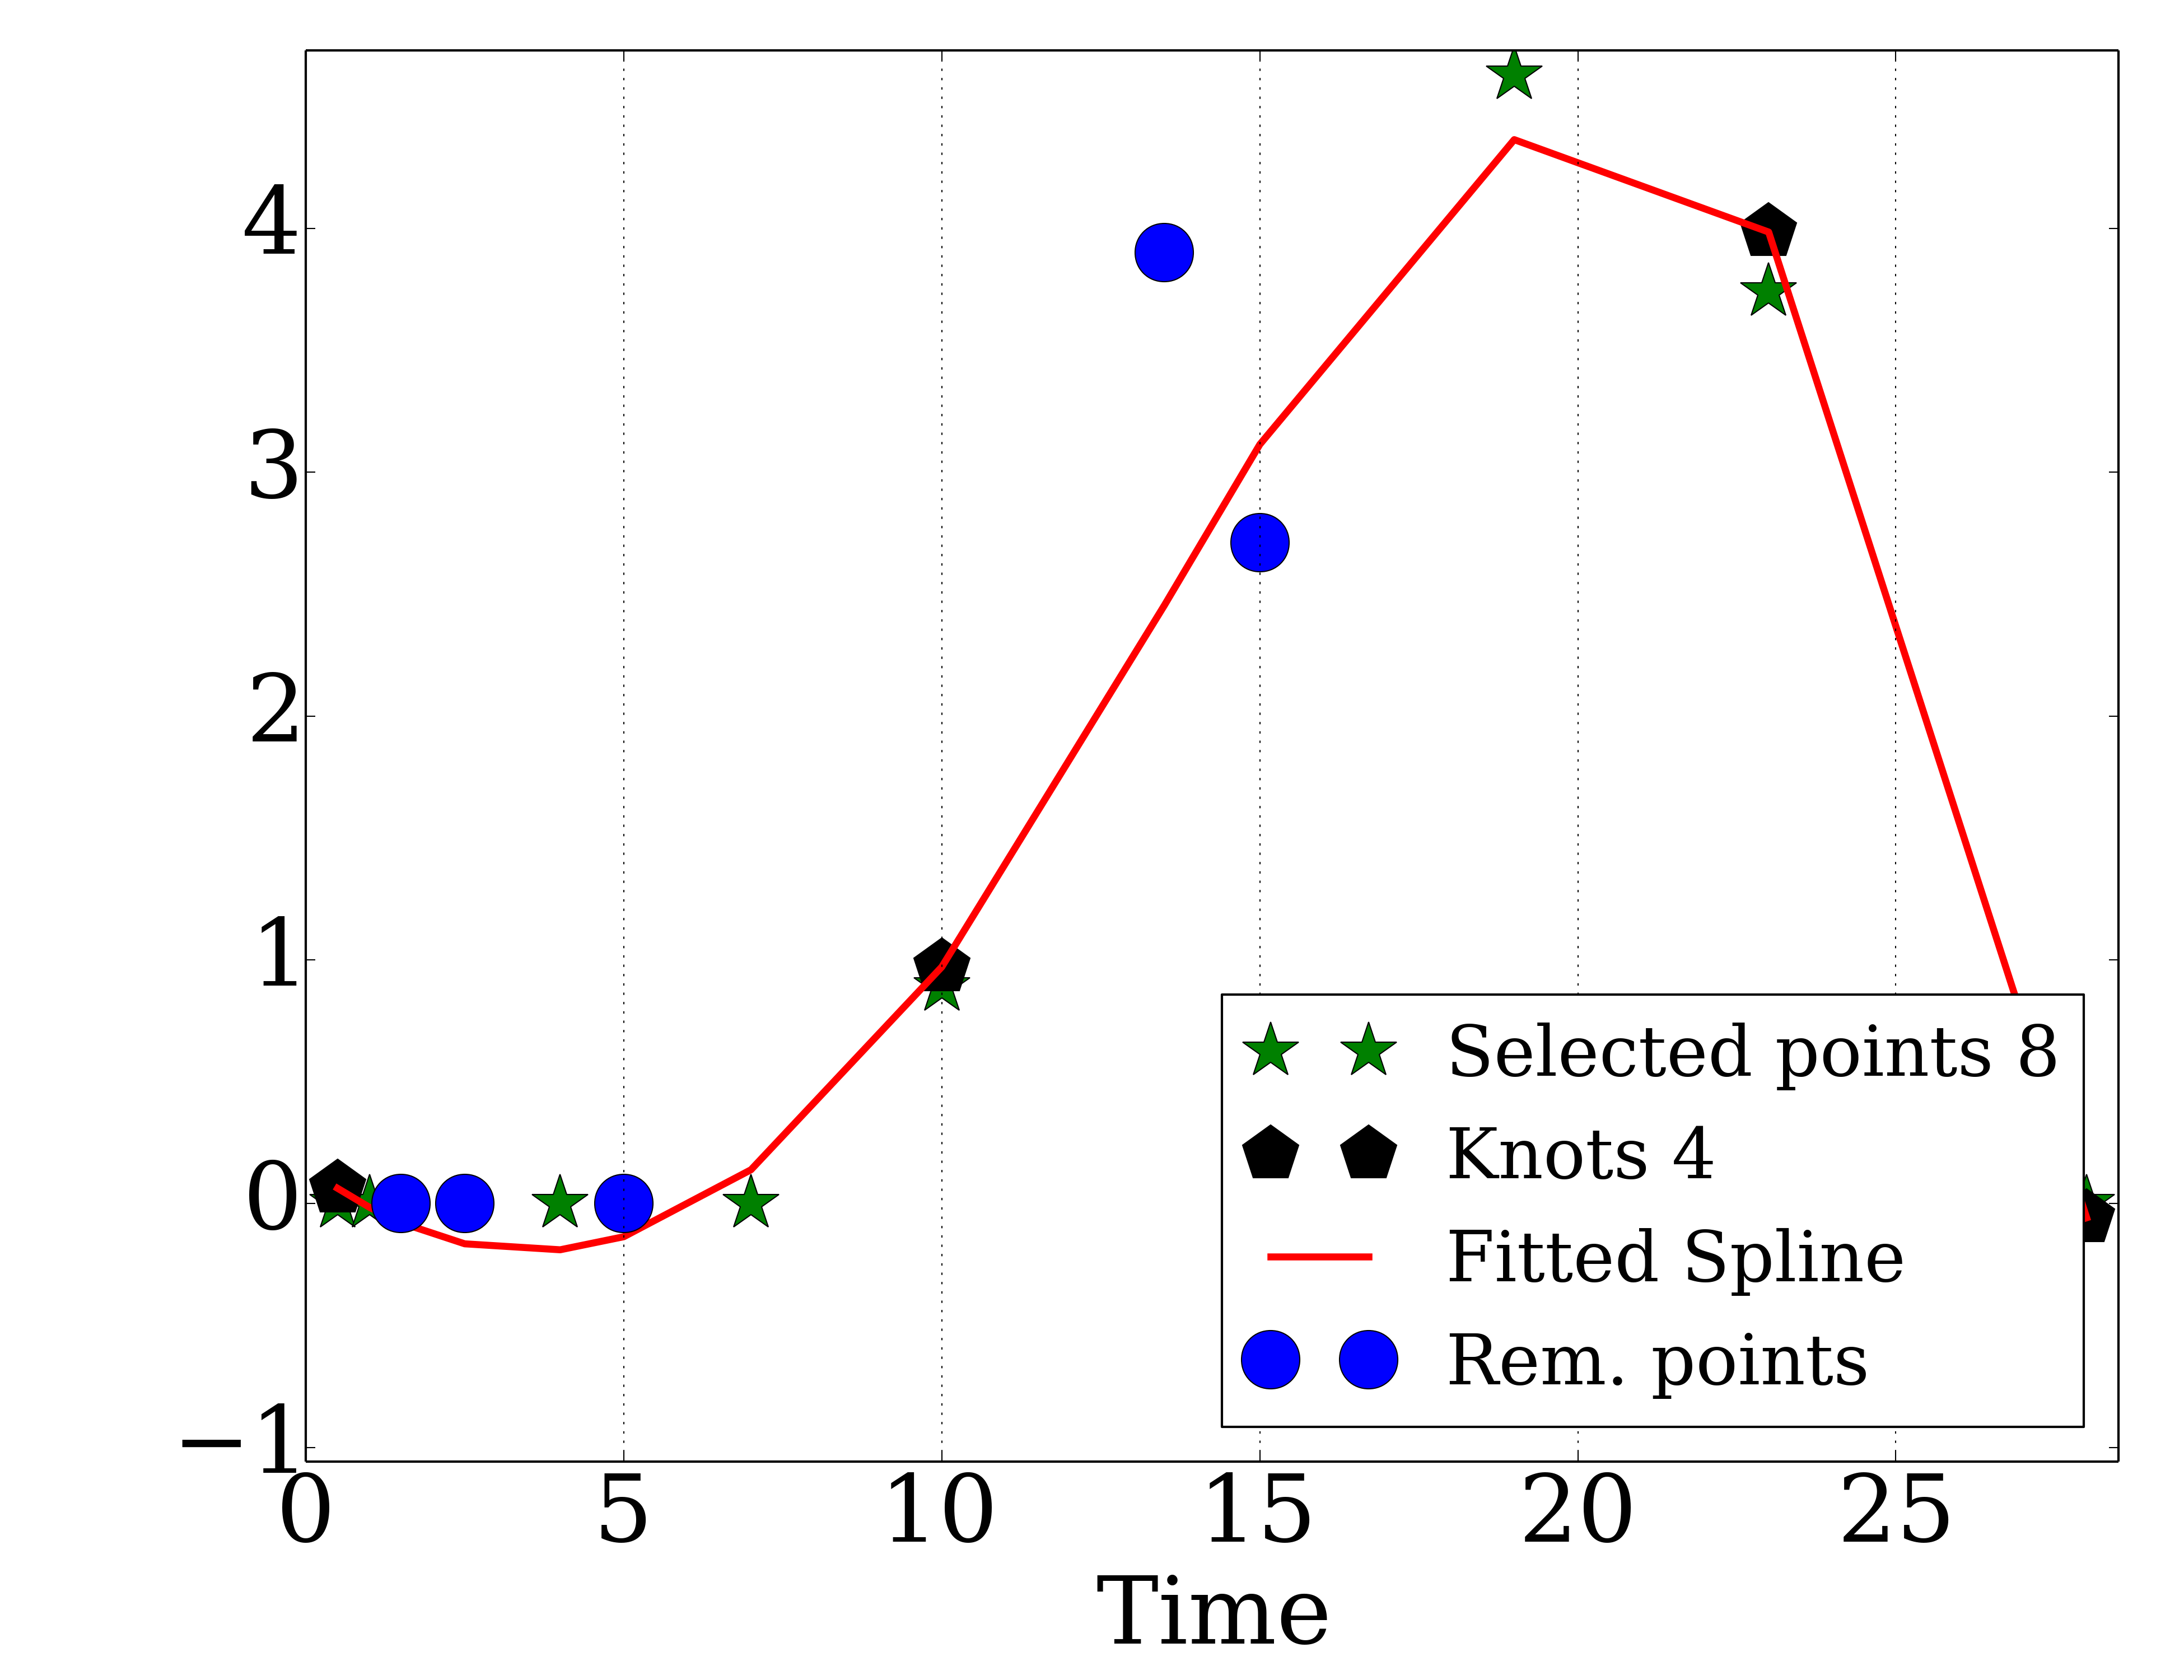 4
3
2
1
0
−1
0 5 10 15 20 25
Time
Selected points 8
Knots 4
Fitted Spline
Rem. points